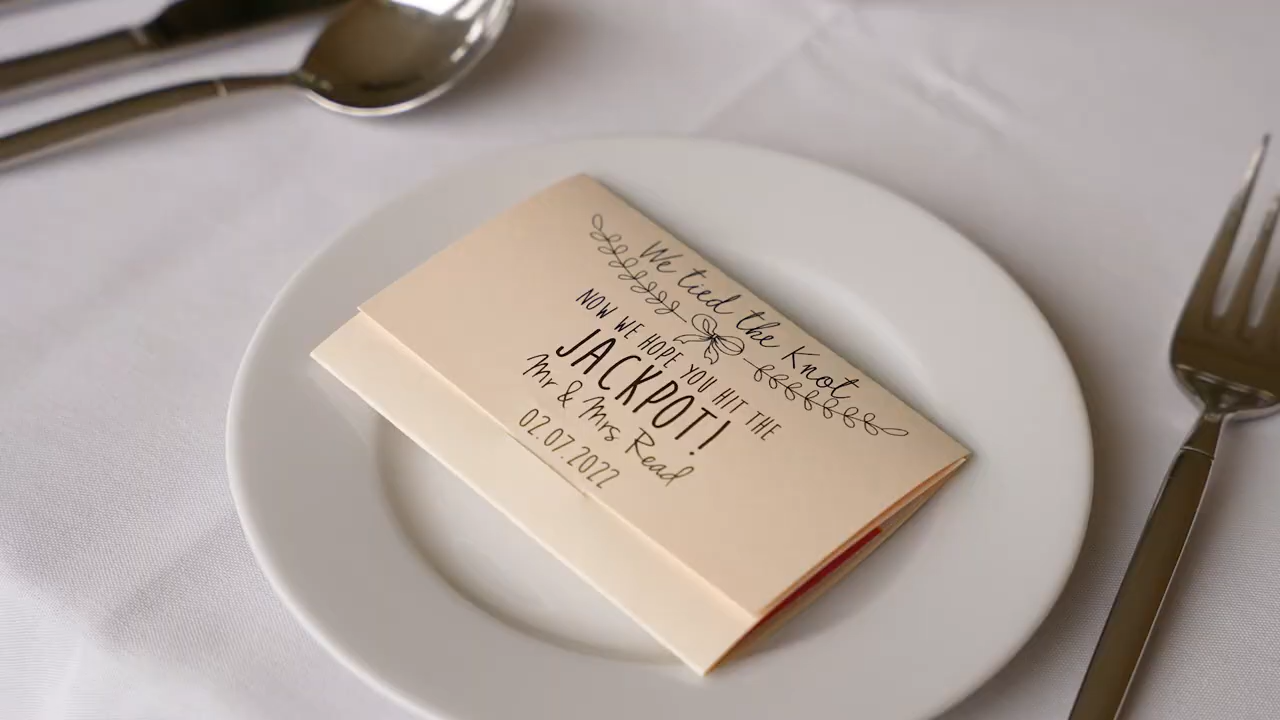 We tied the Knot
NOW WE HOPE YOU HIT THE
JACKPOT!
Mr & Mrs Read
02.07.2022